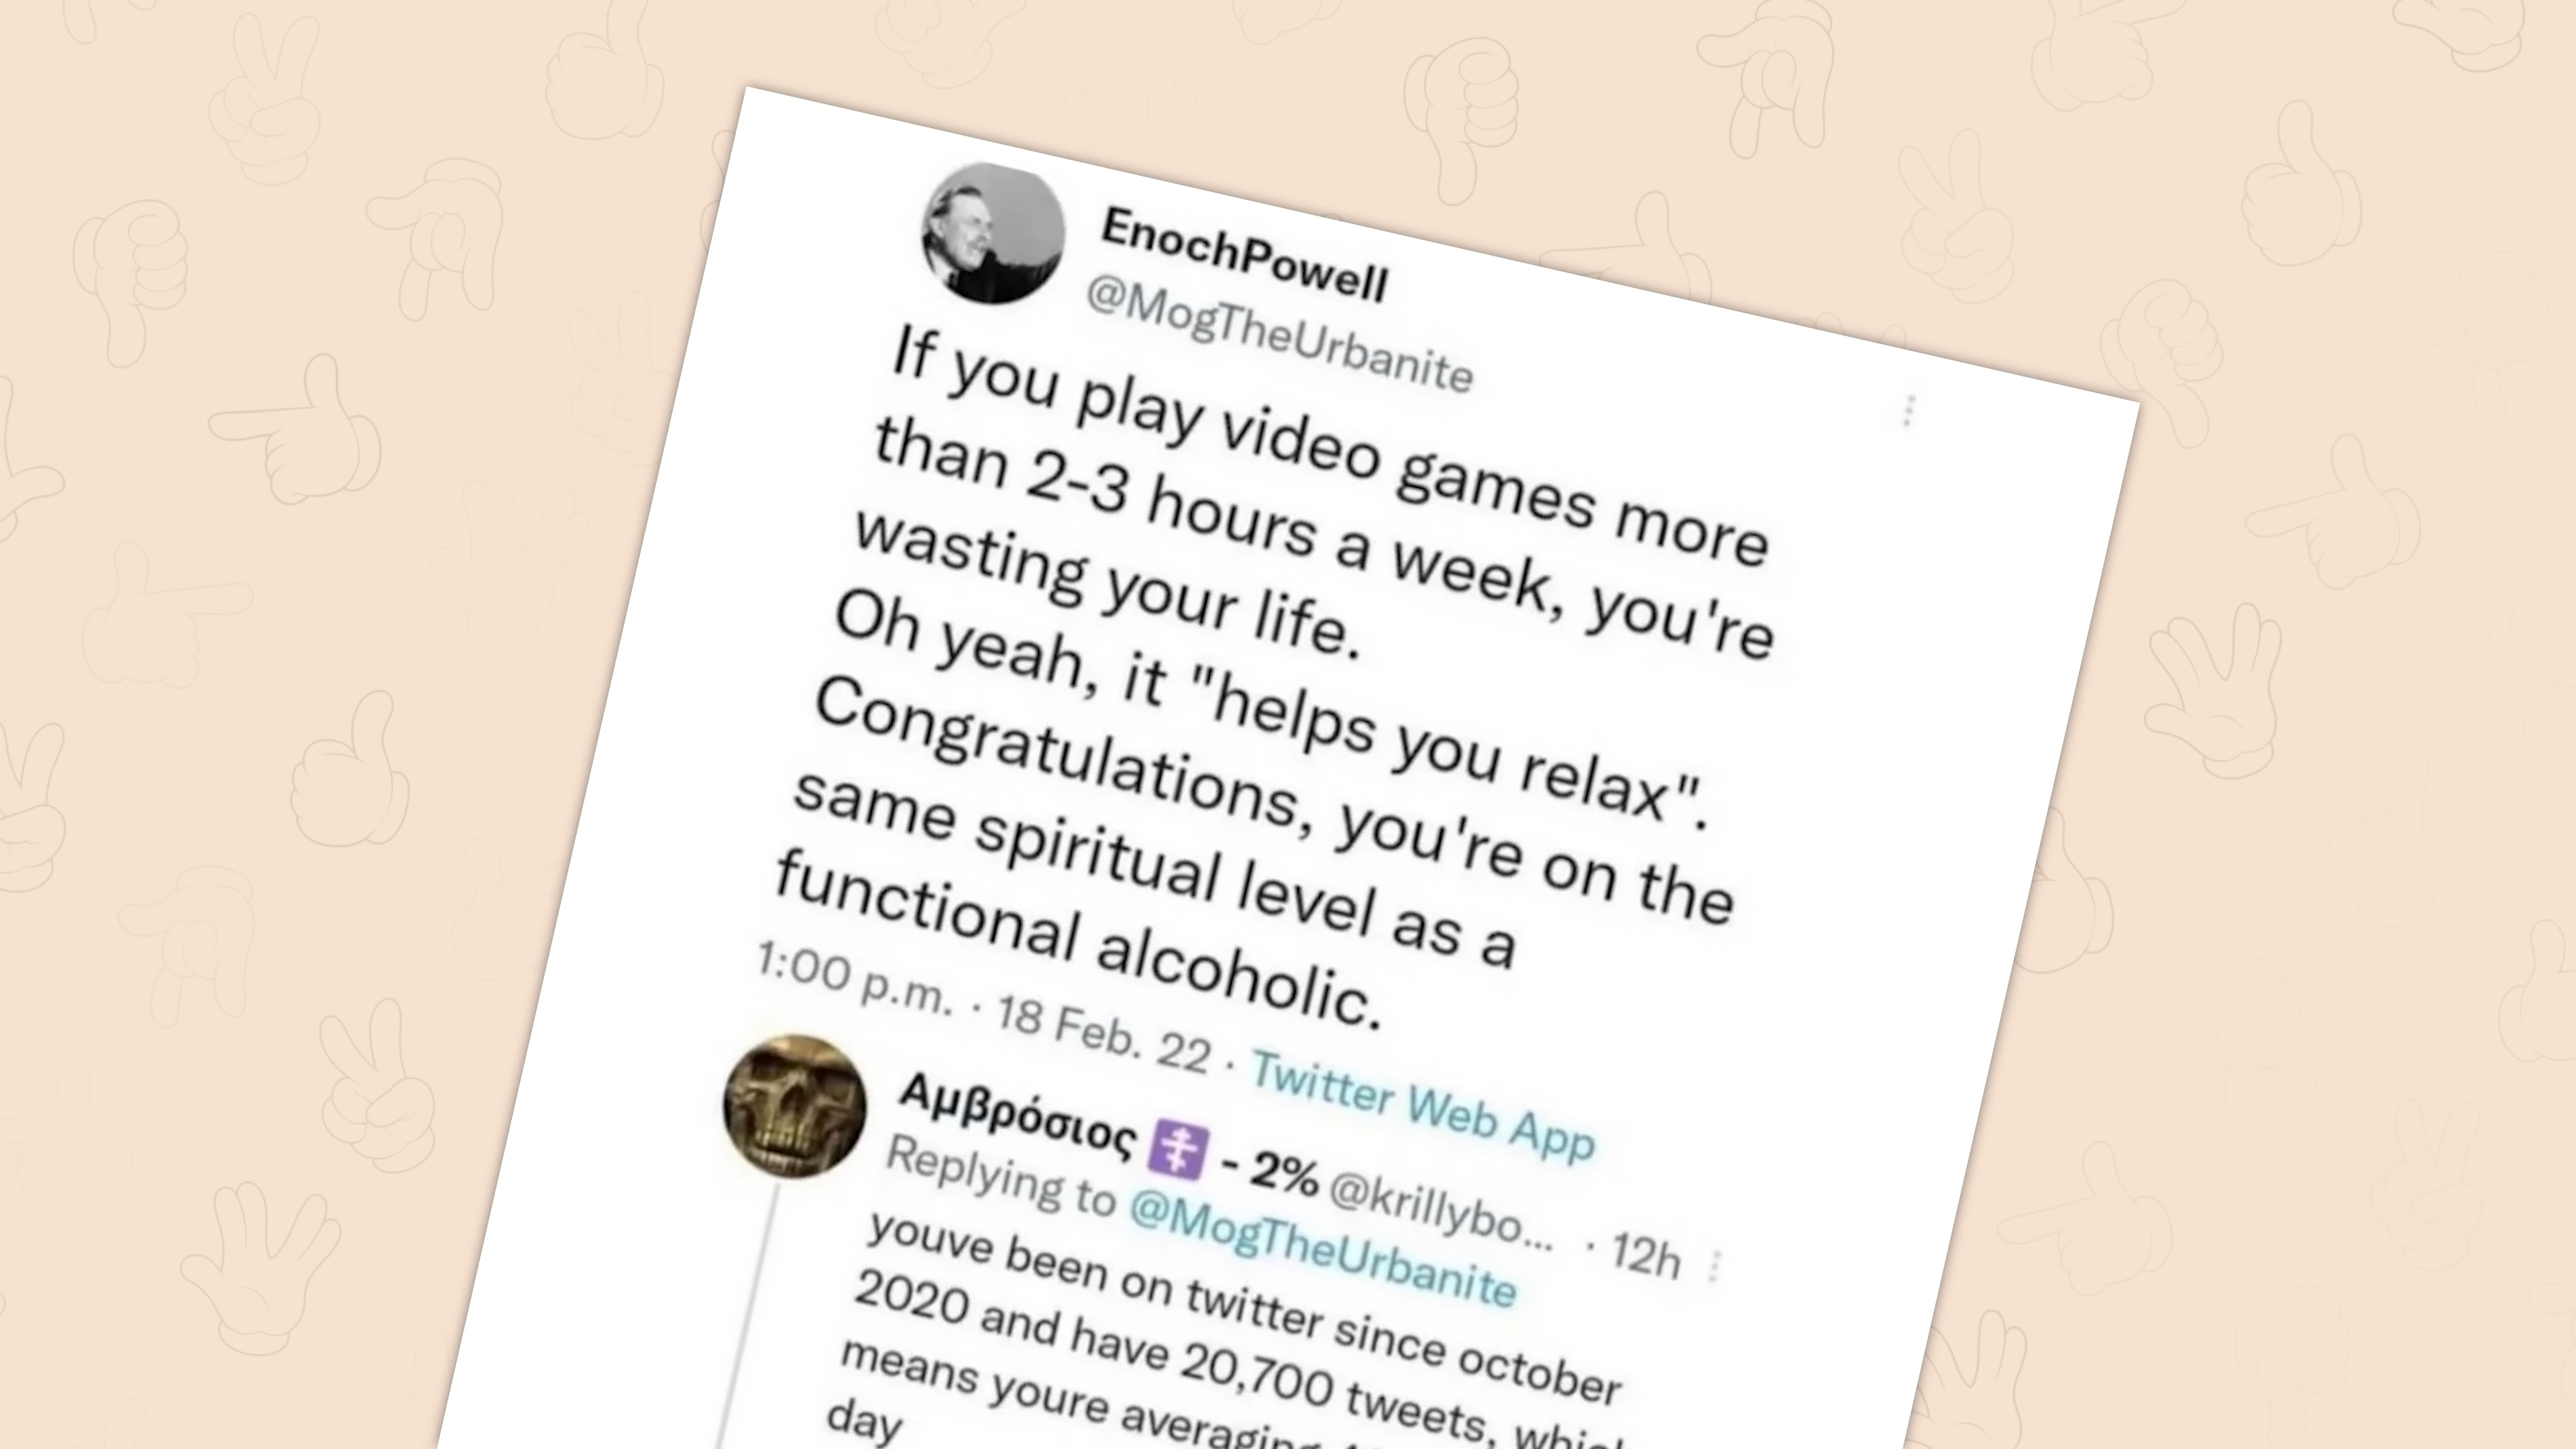 EnochPowell
@MogTheUrbanite
If you play video games more
than 2-3 hours a week, you're
wasting your life.
Oh yeah, it "helps you relax".
Congratulations, you're on the
same spiritual level as a
functional alcoholic.
1:00 p.m. · 18 Feb. 22 · Twitter Web App
Αμβρόσιος ☦️ - 2% @krillybo... · 12h
Replying to @MogTheUrbanite
youve been on twitter since october
2020 and have 20,700 tweets,
means youre averaging
day